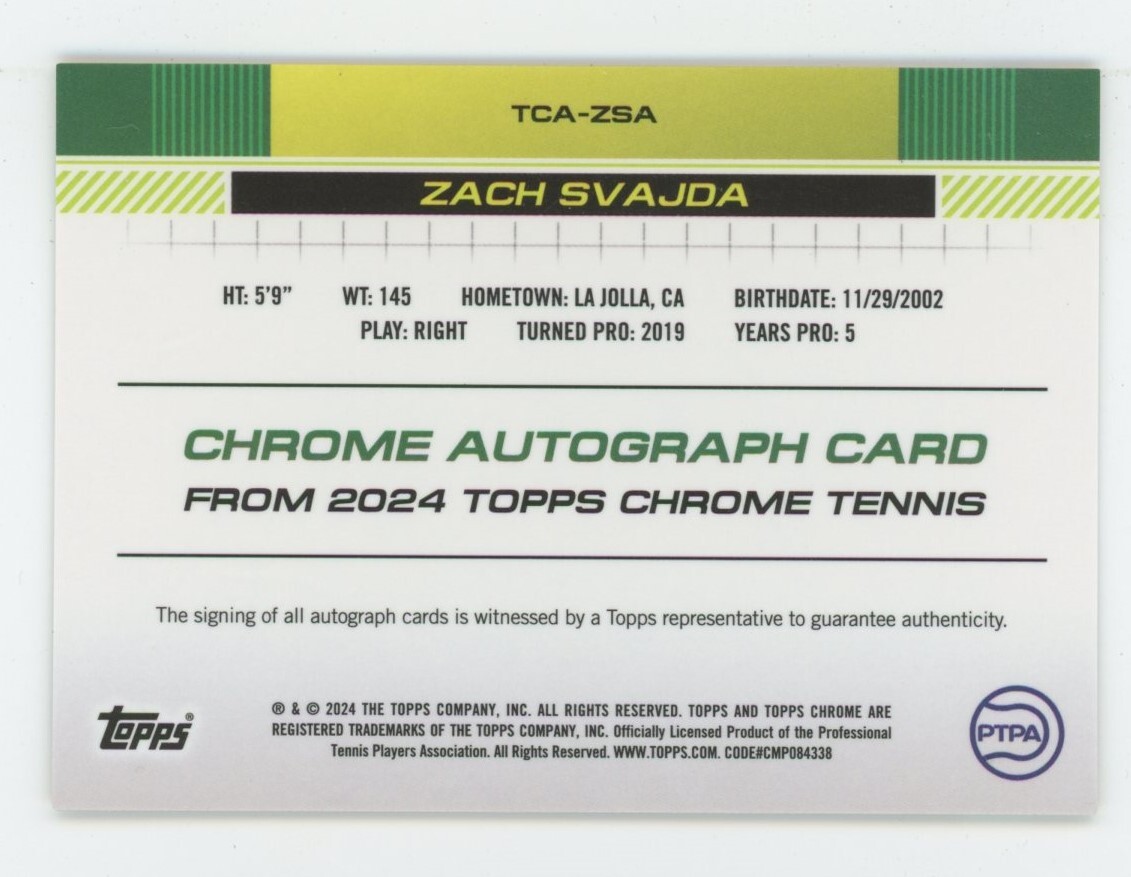 TCA-ZSA
ZACH SVAJDA
HT: 5'9" WT: 145 HOMETOWN: LA JOLLA, CA BIRTHDATE: 11/29/2002
PLAY: RIGHT TURNED PRO: 2019 YEARS PRO: 5
CHROME AUTOGRAPH CARD
FROM 2024 TOPPS CHROME TENNIS
The signing of all autograph cards is witnessed by a Topps representative to guarantee authenticity.
topps®
® & © 2024 THE TOPPS COMPANY, INC. ALL RIGHTS RESERVED. TOPPS AND TOPPS CHROME ARE
REGISTERED TRADEMARKS OF THE TOPPS COMPANY, INC. Officially Licensed Product of the Professional
Tennis Players Association. All Rights Reserved. WWW.TOPPS.COM. CODE#CMP084338
PTPA